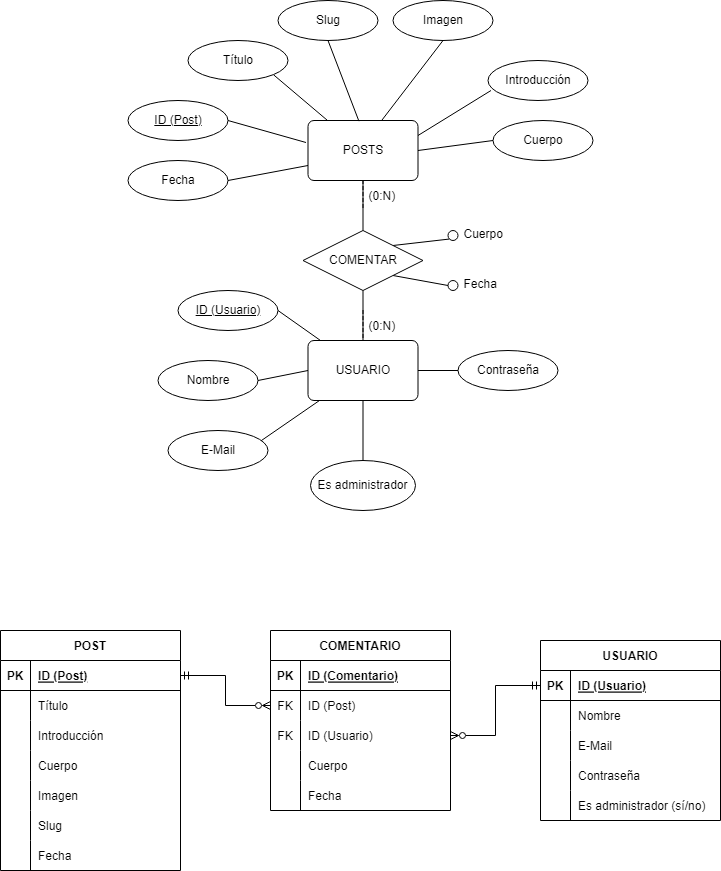 Slug
Imagen
Título
Introducción
ID (Post)
Cuerpo
POSTS
Fecha
(0:N)
Cuerpo
COMENTAR
Fecha
ID (Usuario)
(0:N)
USUARIO
Contraseña
Nombre
E-Mail
Es administrador
POST
PK ID (Post)
Título
Introducción
Cuerpo
Imagen
Slug
Fecha
COMENTARIO
PK ID (Comentario)
FK ID (Post)
FK ID (Usuario)
Cuerpo
Fecha
USUARIO
PK ID (Usuario)
Nombre
E-Mail
Contraseña
Es administrador (sí/no)